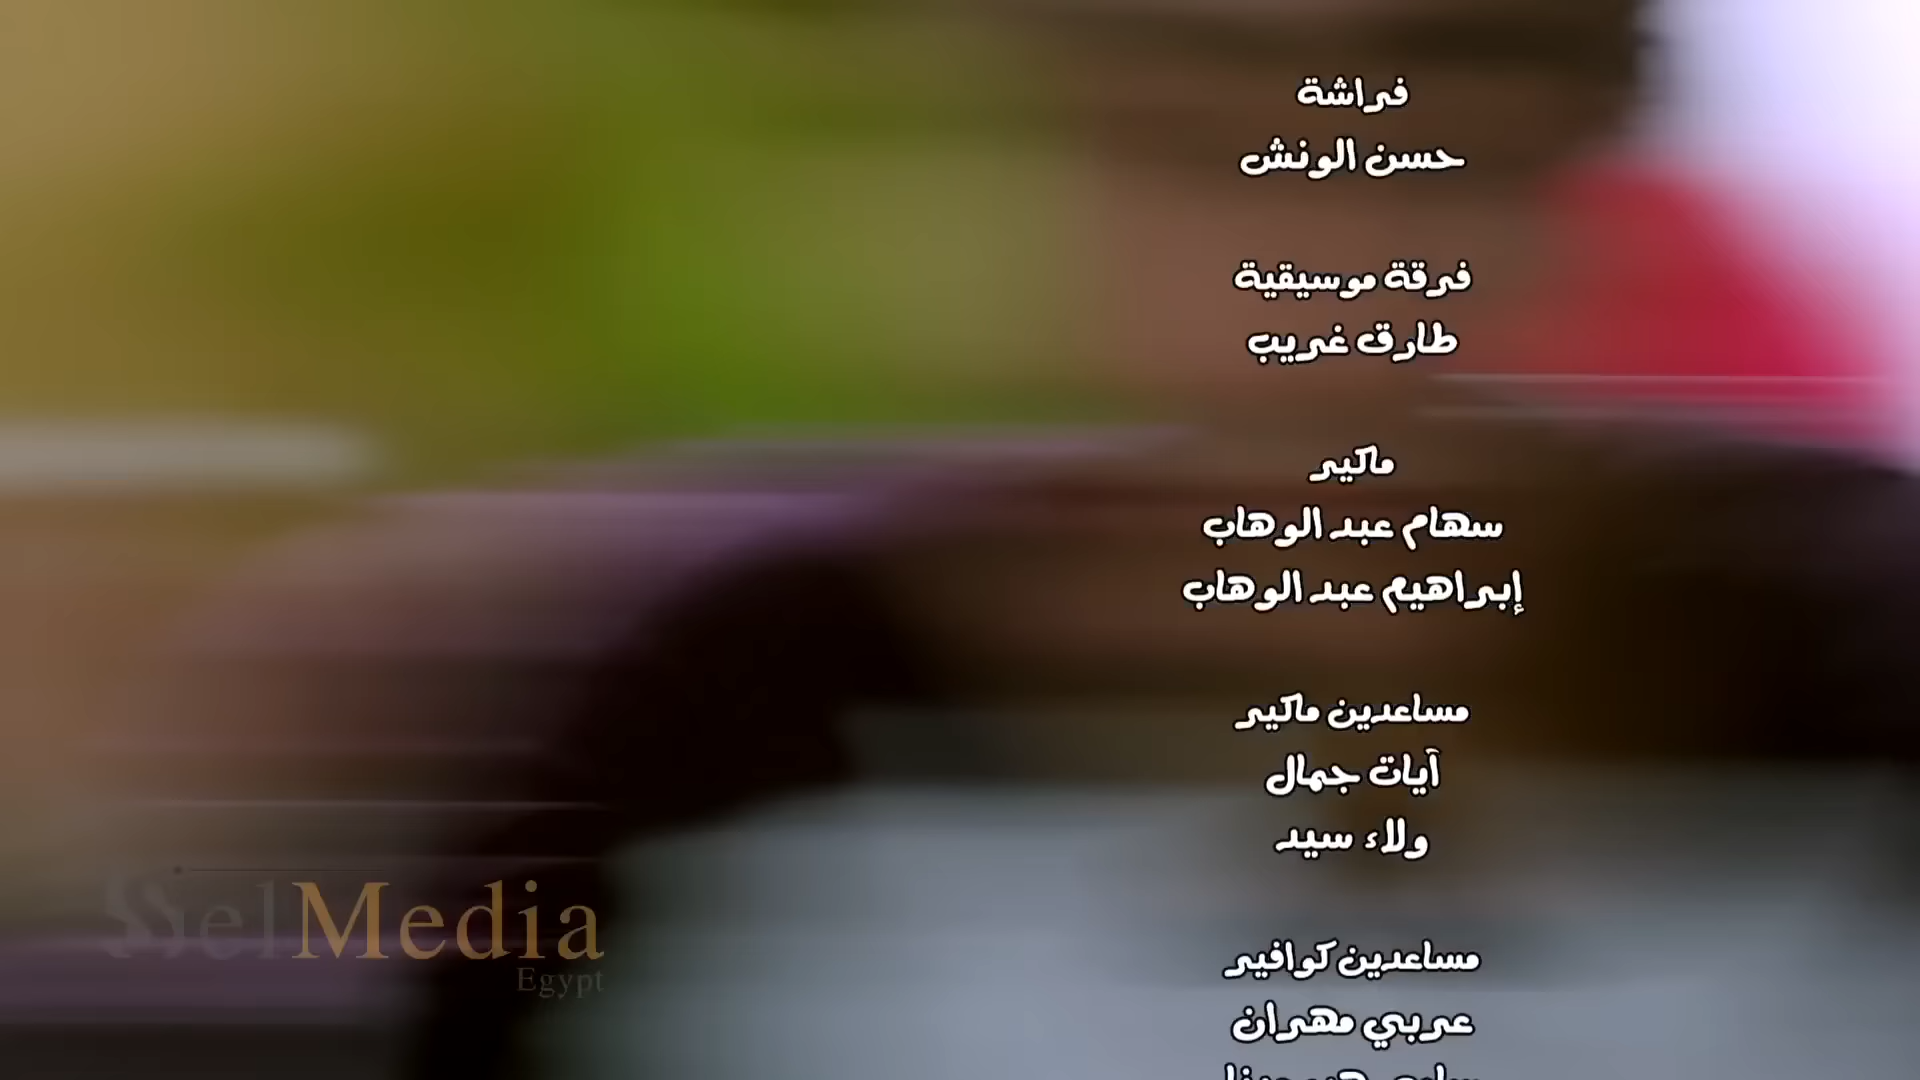 فراشة
حسن الونش
فرقة موسيقية
طارق غريب
ماكير
سهام عبد الوهاب
إبراهيم عبد الوهاب
مساعدين ماكير
آيات جمال
ولاء سيد
مساعدين كوافير
عربي مهران
SelMedia
Egypt